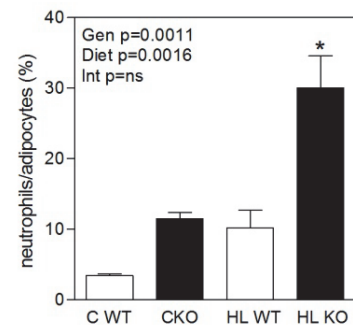 neutrophils/adipocytes (%)
40
30
20
10
0
Gen p=0.0011
Diet p=0.0016
Int p=ns
*
C WT
CKO
HL WT
HL KO